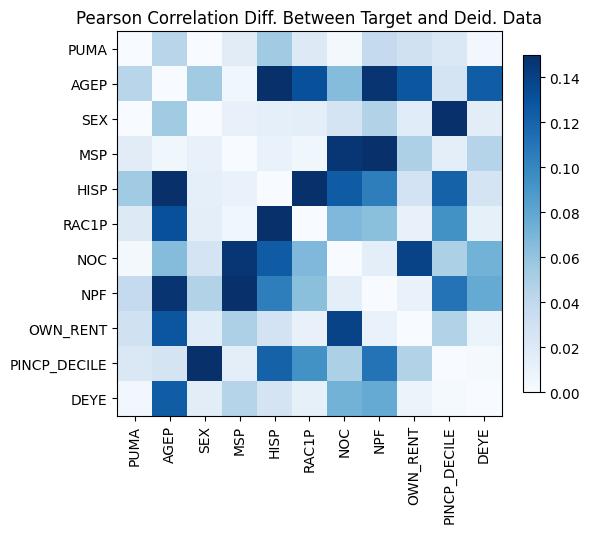 Pearson Correlation Diff. Between Target and Deid. Data
PUMA
AGEP
SEX
MSP
HISP
RAC1P
NOC
NPF
OWN_RENT
PINCP_DECILE
DEYE
PUMA
AGEP
SEX
MSP
HISP
RAC1P
NOC
NPF
OWN_RENT
PINCP_DECILE
DEYE
0.14
0.12
0.10
0.08
0.06
0.04
0.02
0.00